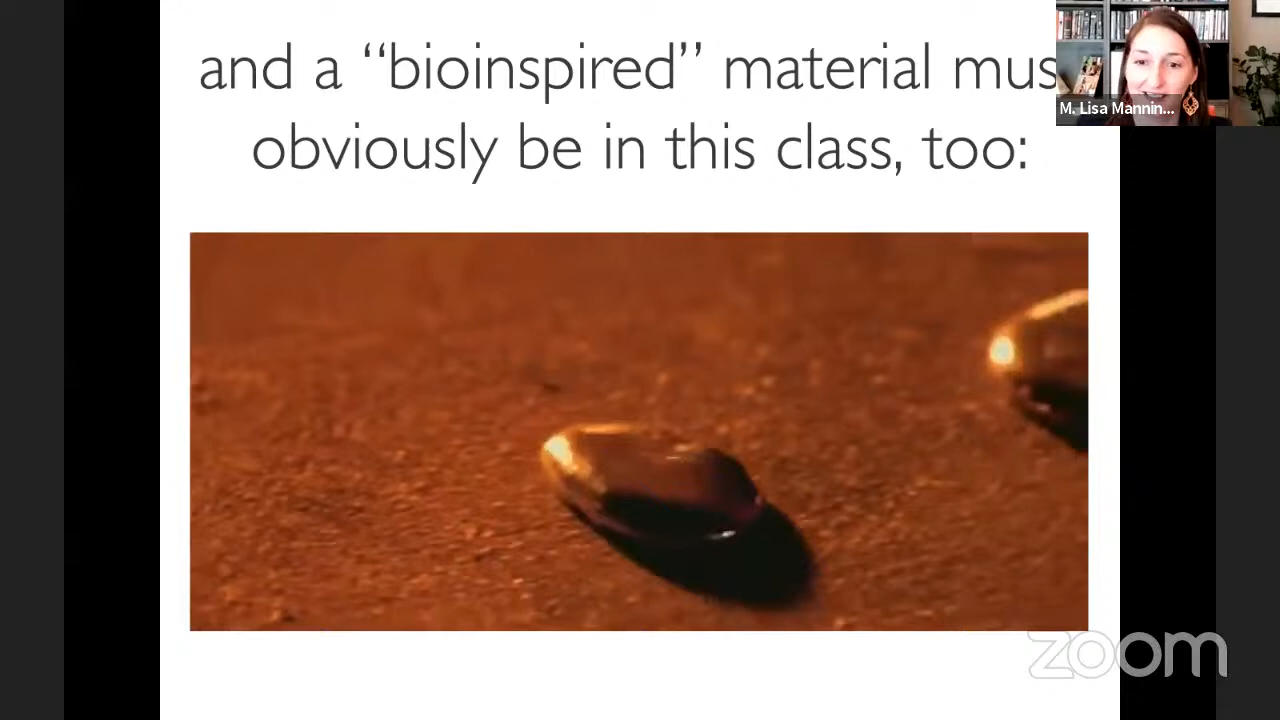 and a “bioinspired” material mus
obviously be in this class, too:
M. Lisa Mannin...
zoom